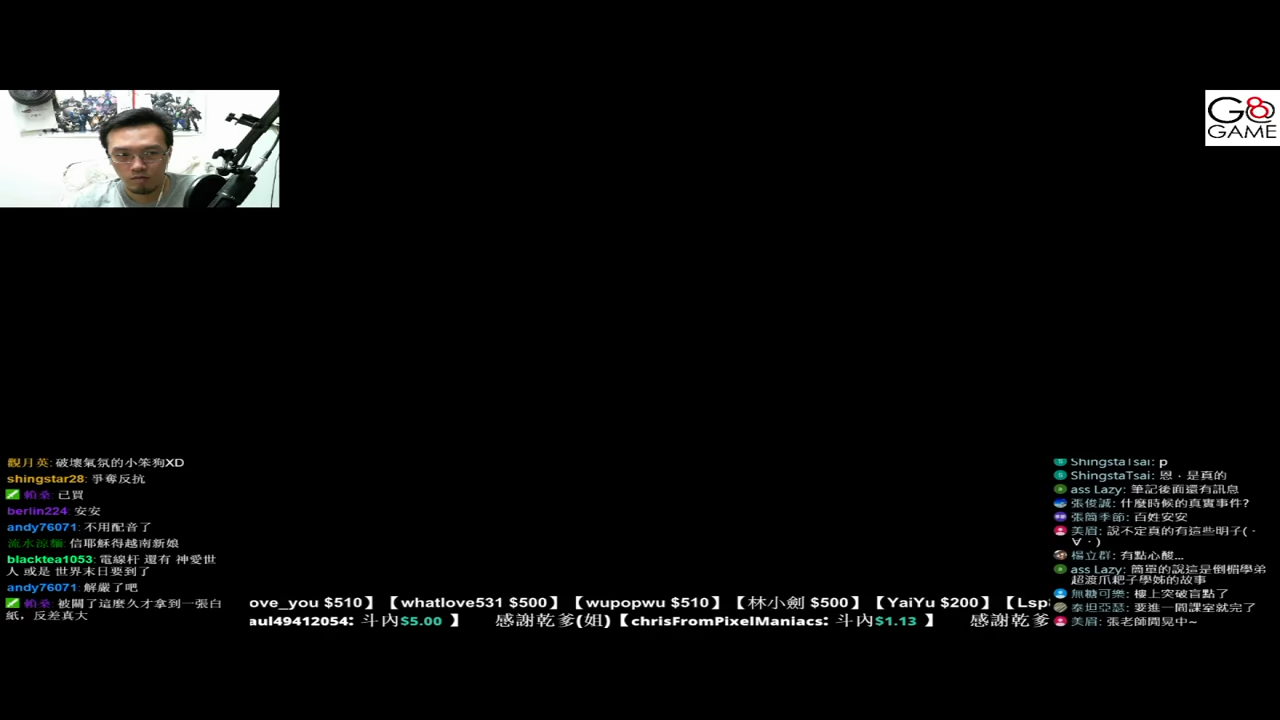 G8
GAME
觀月英: 破壞氣氛的小笨狗XD
shingstar28: 爭奪反抗
賴桑: 已買
berlin224: 安安
andy76071: 不用配音了
流水涼麵: 信耶穌得越南新娘
blacktea1053: 電線杆 還有 神愛世
人 或是 世界末日要到了
andy76071: 解嚴了吧
賴桑: 被關了這麼久才拿到一張白
紙，反差真大
ove_you $510】【whatlove531 $500】【wupopwu $510】【林小劍 $500】【YaiYu $200】【Lsp
aul49412054: 斗內$5.00 】 感謝乾爹(姐)【chrisFromPixelManiacs: 斗內$1.13 】 感謝乾爹
ShingstaTsai: p
ShingstaTsai: 恩，是真的
ass Lazy: 筆記後面還有訊息
張俊誠: 什麼時候的真實事件?
張簡季節: 百姓安安
美眉: 說不定真的有這些明子(・
∀・)
楊立群: 有點心酸...
ass Lazy: 簡單的說這是倒楣學弟
超渡爪耙子學姊的故事
無糖可樂: 樓上突破盲點了
泰坦亞瑟: 要進一間課室就完了
美眉: 張老師閒晃中~